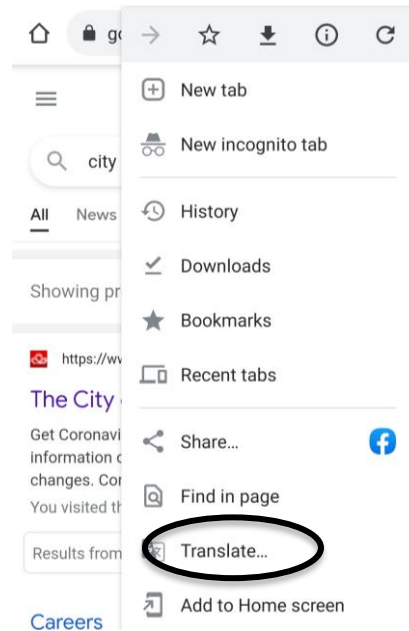 go
New tab
New incognito tab
city
All News
History
Downloads
Showing pr
Bookmarks
https://ww
Recent tabs
The City
Get Coronavi
information
changes. Cor
You visited th
Share...
Find in page
Results from
Translate...
Add to Home screen
Careers